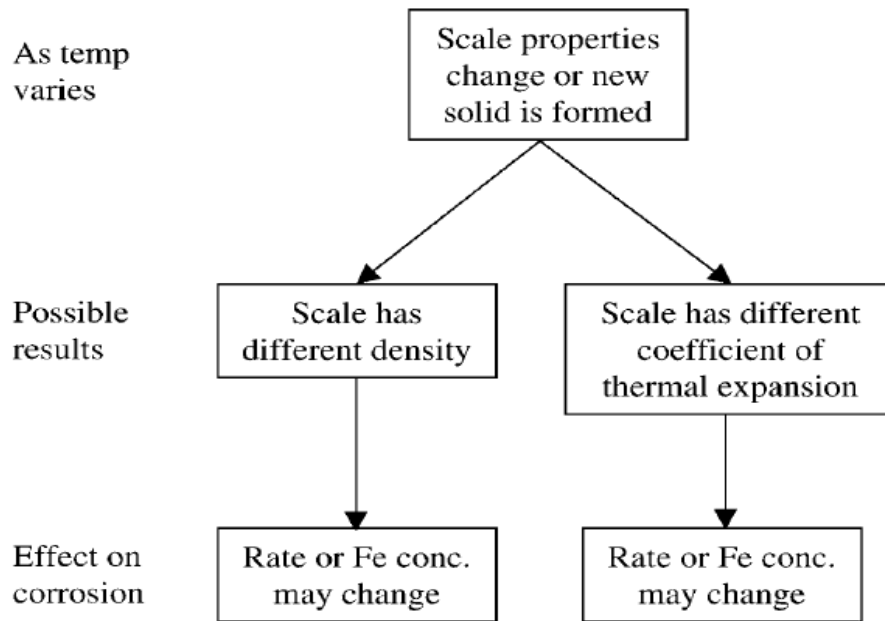 As temp
varies
Scale properties
change or new
solid is formed
Possible
results
Scale has
different density
Scale has different
coefficient of
thermal expansion
Effect on
corrosion
Rate or Fe conc.
may change
Rate or Fe conc.
may change